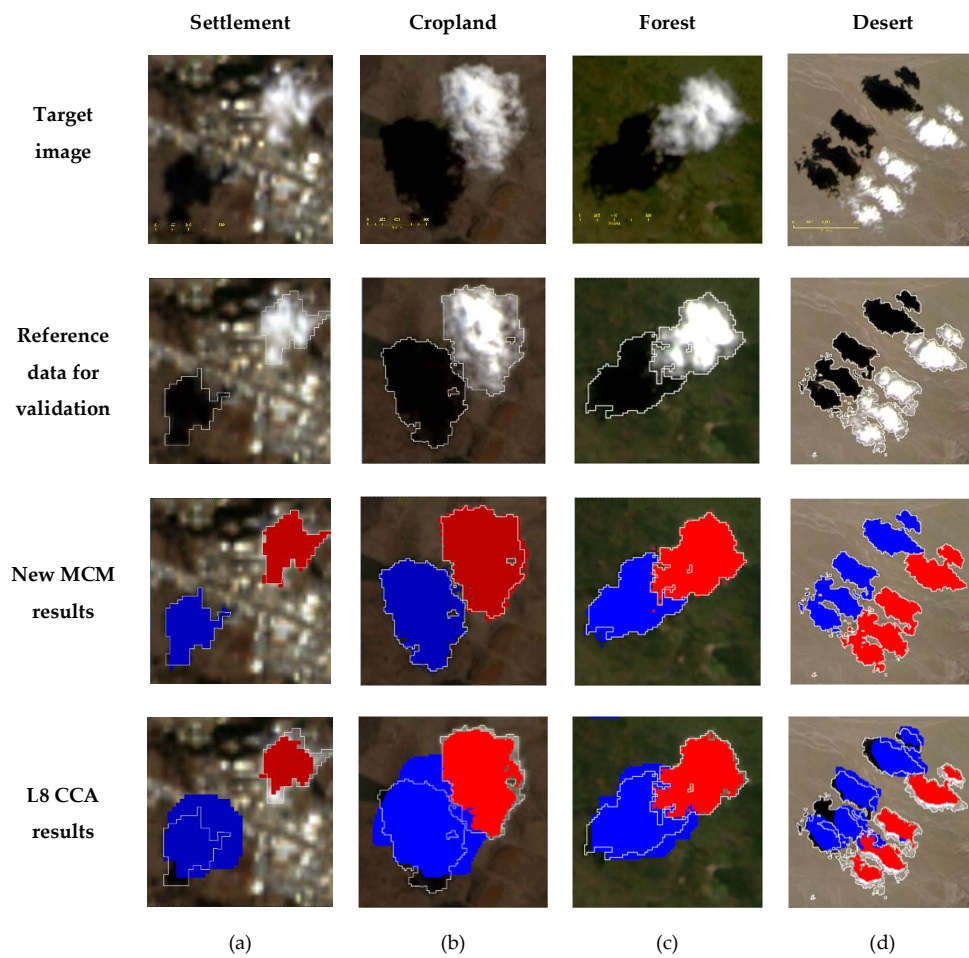 Settlement Cropland Forest Desert
Target
image
Reference
data for
validation
New MCM
results
L8 CCA
results
(a) (b) (c) (d)